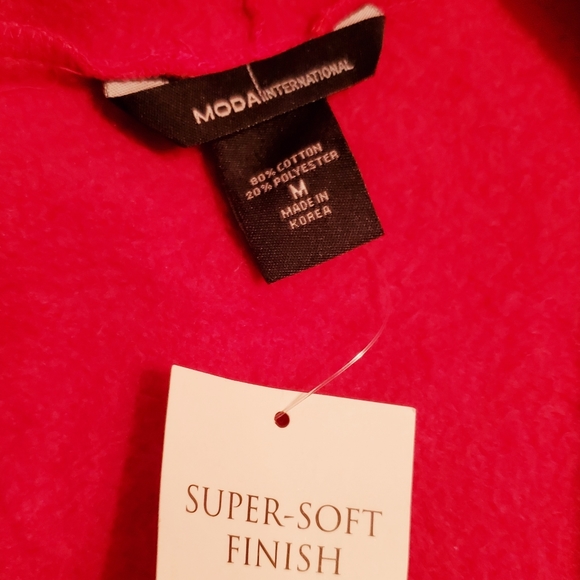 MODA INTERNATIONAL
80% COTTON
20% POLYESTER
M
MADE IN
KOREA
SUPER-SOFT
FINISH